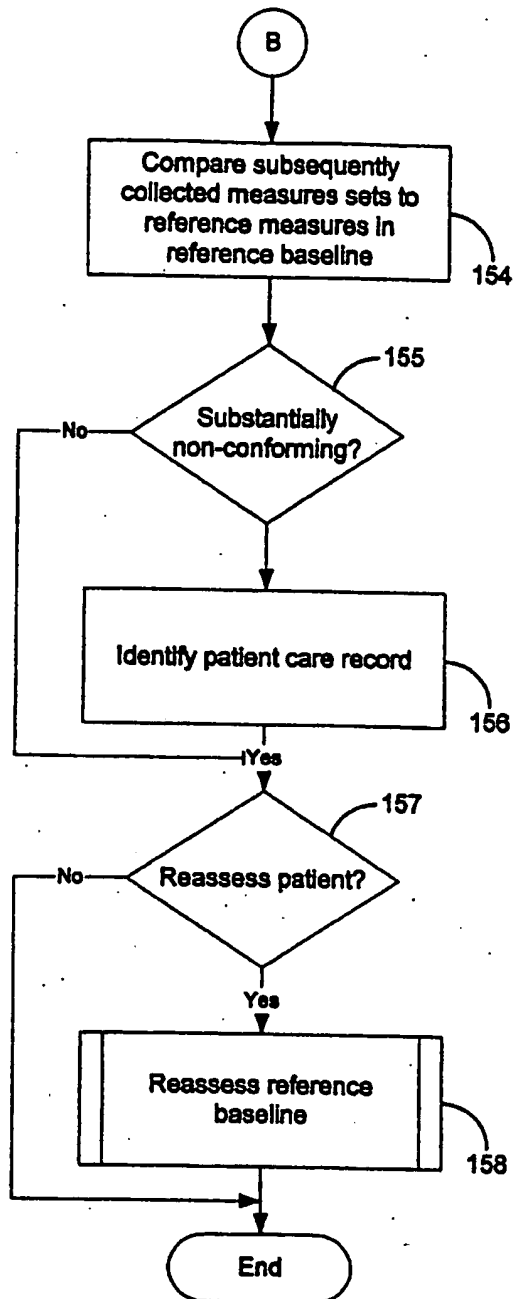 B
Compare subsequently
collected measures sets to
reference measures in
reference baseline
154
155
Substantially
non-conforming?
No
Identify patient care record
156
Yes
157
Reassess patient?
No
Yes
Reassess reference
baseline
158
End